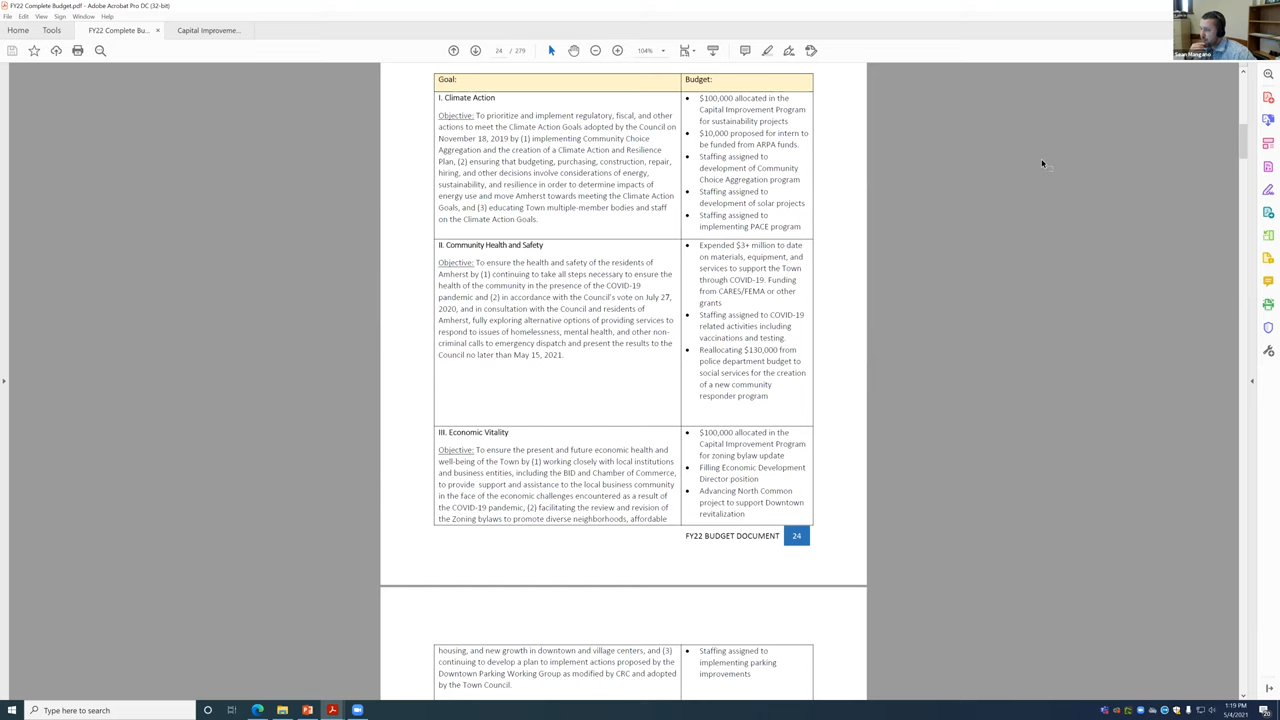 FY22 Complete Budget.pdf - Adobe Acrobat Pro DC (32-bit)
File Edit View Sign Window Help
Home Tools FY22 Complete Bu... × Capital Improveme...
24 / 279 104%
Sean Mangano
Goal: Budget:
I. Climate Action
Objective: To prioritize and implement regulatory, fiscal, and other
actions to meet the Climate Action Goals adopted by the Council on
November 18, 2019 by (1) implementing Community Choice
Aggregation and the creation of a Climate Action and Resilience
Plan, (2) ensuring that budgeting, purchasing, construction, repair,
hiring, and other decisions involve considerations of energy,
sustainability, and resilience in order to determine impacts of
energy use and move Amherst towards meeting the Climate Action
Goals, and (3) educating Town multiple-member bodies and staff
on the Climate Action Goals.
• $100,000 allocated in the
Capital Improvement Program
for sustainability projects
• $10,000 proposed for intern to
be funded from ARPA funds.
• Staffing assigned to
development of Community
Choice Aggregation program
• Staffing assigned to
development of solar projects
• Staffing assigned to
implementing PACE program
II. Community Health and Safety
Objective: To ensure the health and safety of the residents of
Amherst by (1) continuing to take all steps necessary to ensure the
health of the community in the presence of the COVID-19
pandemic and (2) in accordance with the Council's vote on July 27,
2020, and in consultation with the Council and residents of
Amherst, fully exploring alternative options of providing services to
respond to issues of homelessness, mental health, and other non-
criminal calls to emergency dispatch and present the results to the
Council no later than May 15, 2021.
• Expended $3+ million to date
on materials, equipment, and
services to support the Town
through COVID-19. Funding
from CARES/FEMA or other
grants
• Staffing assigned to COVID-19
related activities including
vaccinations and testing.
• Reallocating $130,000 from
police department budget to
social services for the creation
of a new community
responder program
III. Economic Vitality
Objective: To ensure the present and future economic health and
well-being of the Town by (1) working closely with local institutions
and business entities, including the BID and Chamber of Commerce,
to provide support and assistance to the local business community
in the face of the economic challenges encountered as a result of
the COVID-19 pandemic, (2) facilitating the review and revision of
the Zoning bylaws to promote diverse neighborhoods, affordable
• $100,000 allocated in the
Capital Improvement Program
for zoning bylaw update
• Filling Economic Development
Director position
• Advancing North Common
project to support Downtown
revitalization
FY22 BUDGET DOCUMENT 24
housing, and new growth in downtown and village centers, and (3)
continuing to develop a plan to implement actions proposed by the
Downtown Parking Working Group as modified by CRC and adopted
by the Town Council.
• Staffing assigned to
implementing parking
improvements
Type here to search
1:19 PM
5/4/2021
20